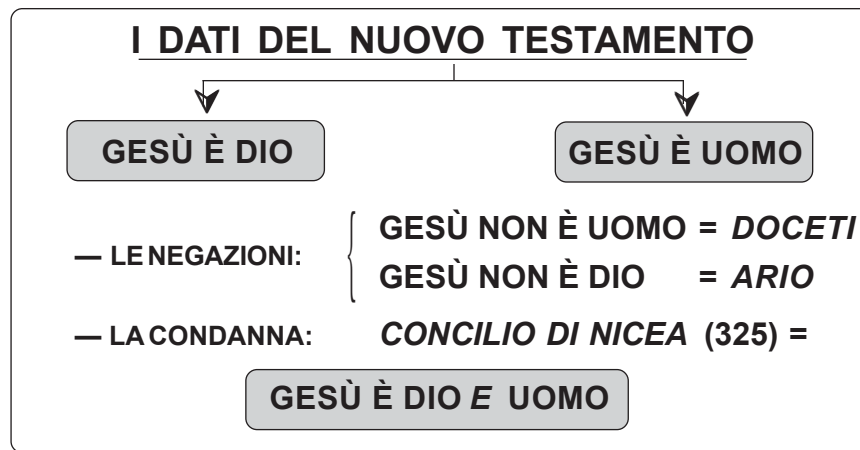 I DATI DEL NUOVO TESTAMENTO
GESÙ È DIO
GESÙ È UOMO
— LE NEGAZIONI:
GESÙ NON È UOMO = DOCETI
GESÙ NON È DIO = ARIO
— LA CONDANNA: CONCILIO DI NICEA (325) =
GESÙ È DIO E UOMO